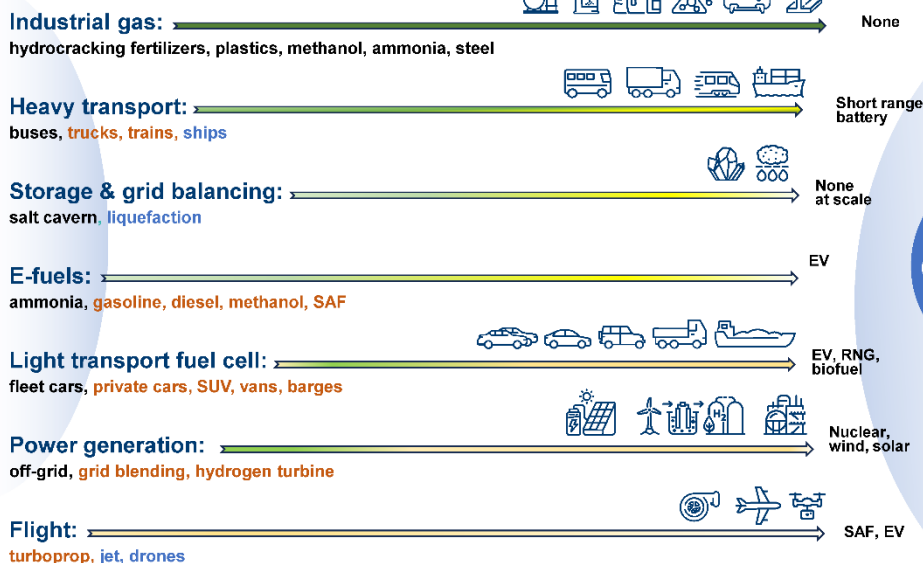 Industrial gas:
None
hydrocracking fertilizers, plastics, methanol, ammonia, steel
Heavy transport:
Short range
battery
buses, trucks, trains, ships
Storage & grid balancing:
None
at scale
salt cavern, liquefaction
E-fuels:
EV
ammonia, gasoline, diesel, methanol, SAF
Light transport fuel cell:
EV, RNG,
biofuel
fleet cars, private cars, SUV, vans, barges
H2
Power generation:
Nuclear,
wind, solar
off-grid, grid blending, hydrogen turbine
Flight:
SAF, EV
turboprop, jet, drones